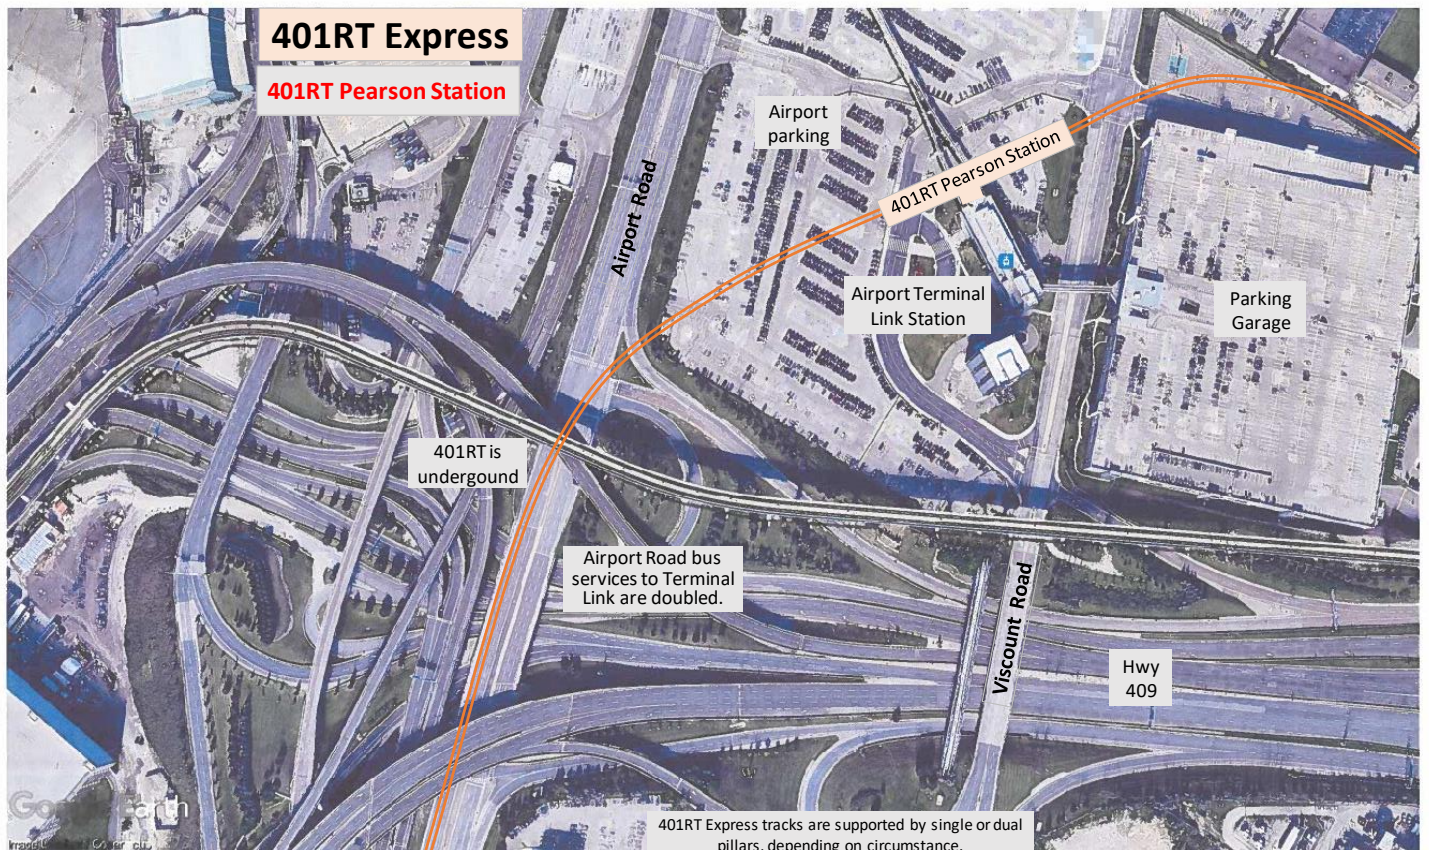 401RT Express
401RT Pearson Station
Airport
parking
401RT Pearson Station
Airport Road
Airport Terminal
Link Station
Parking
Garage
401RT is
undergound
Airport Road bus
services to Terminal
Link are doubled.
Viscount Road
Hwy
409
Google Earth
401RT Express tracks are supported by single or dual
pillars, depending on circumstance.